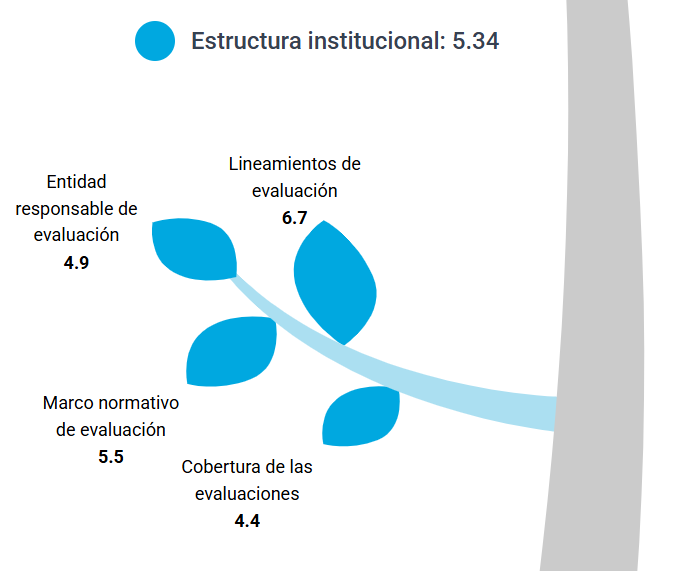 Estructura institucional: 5.34
Lineamientos de
evaluación
6.7
Entidad
responsable de
evaluación
4.9
Marco normativo
de evaluación
5.5
Cobertura de las
evaluaciones
4.4